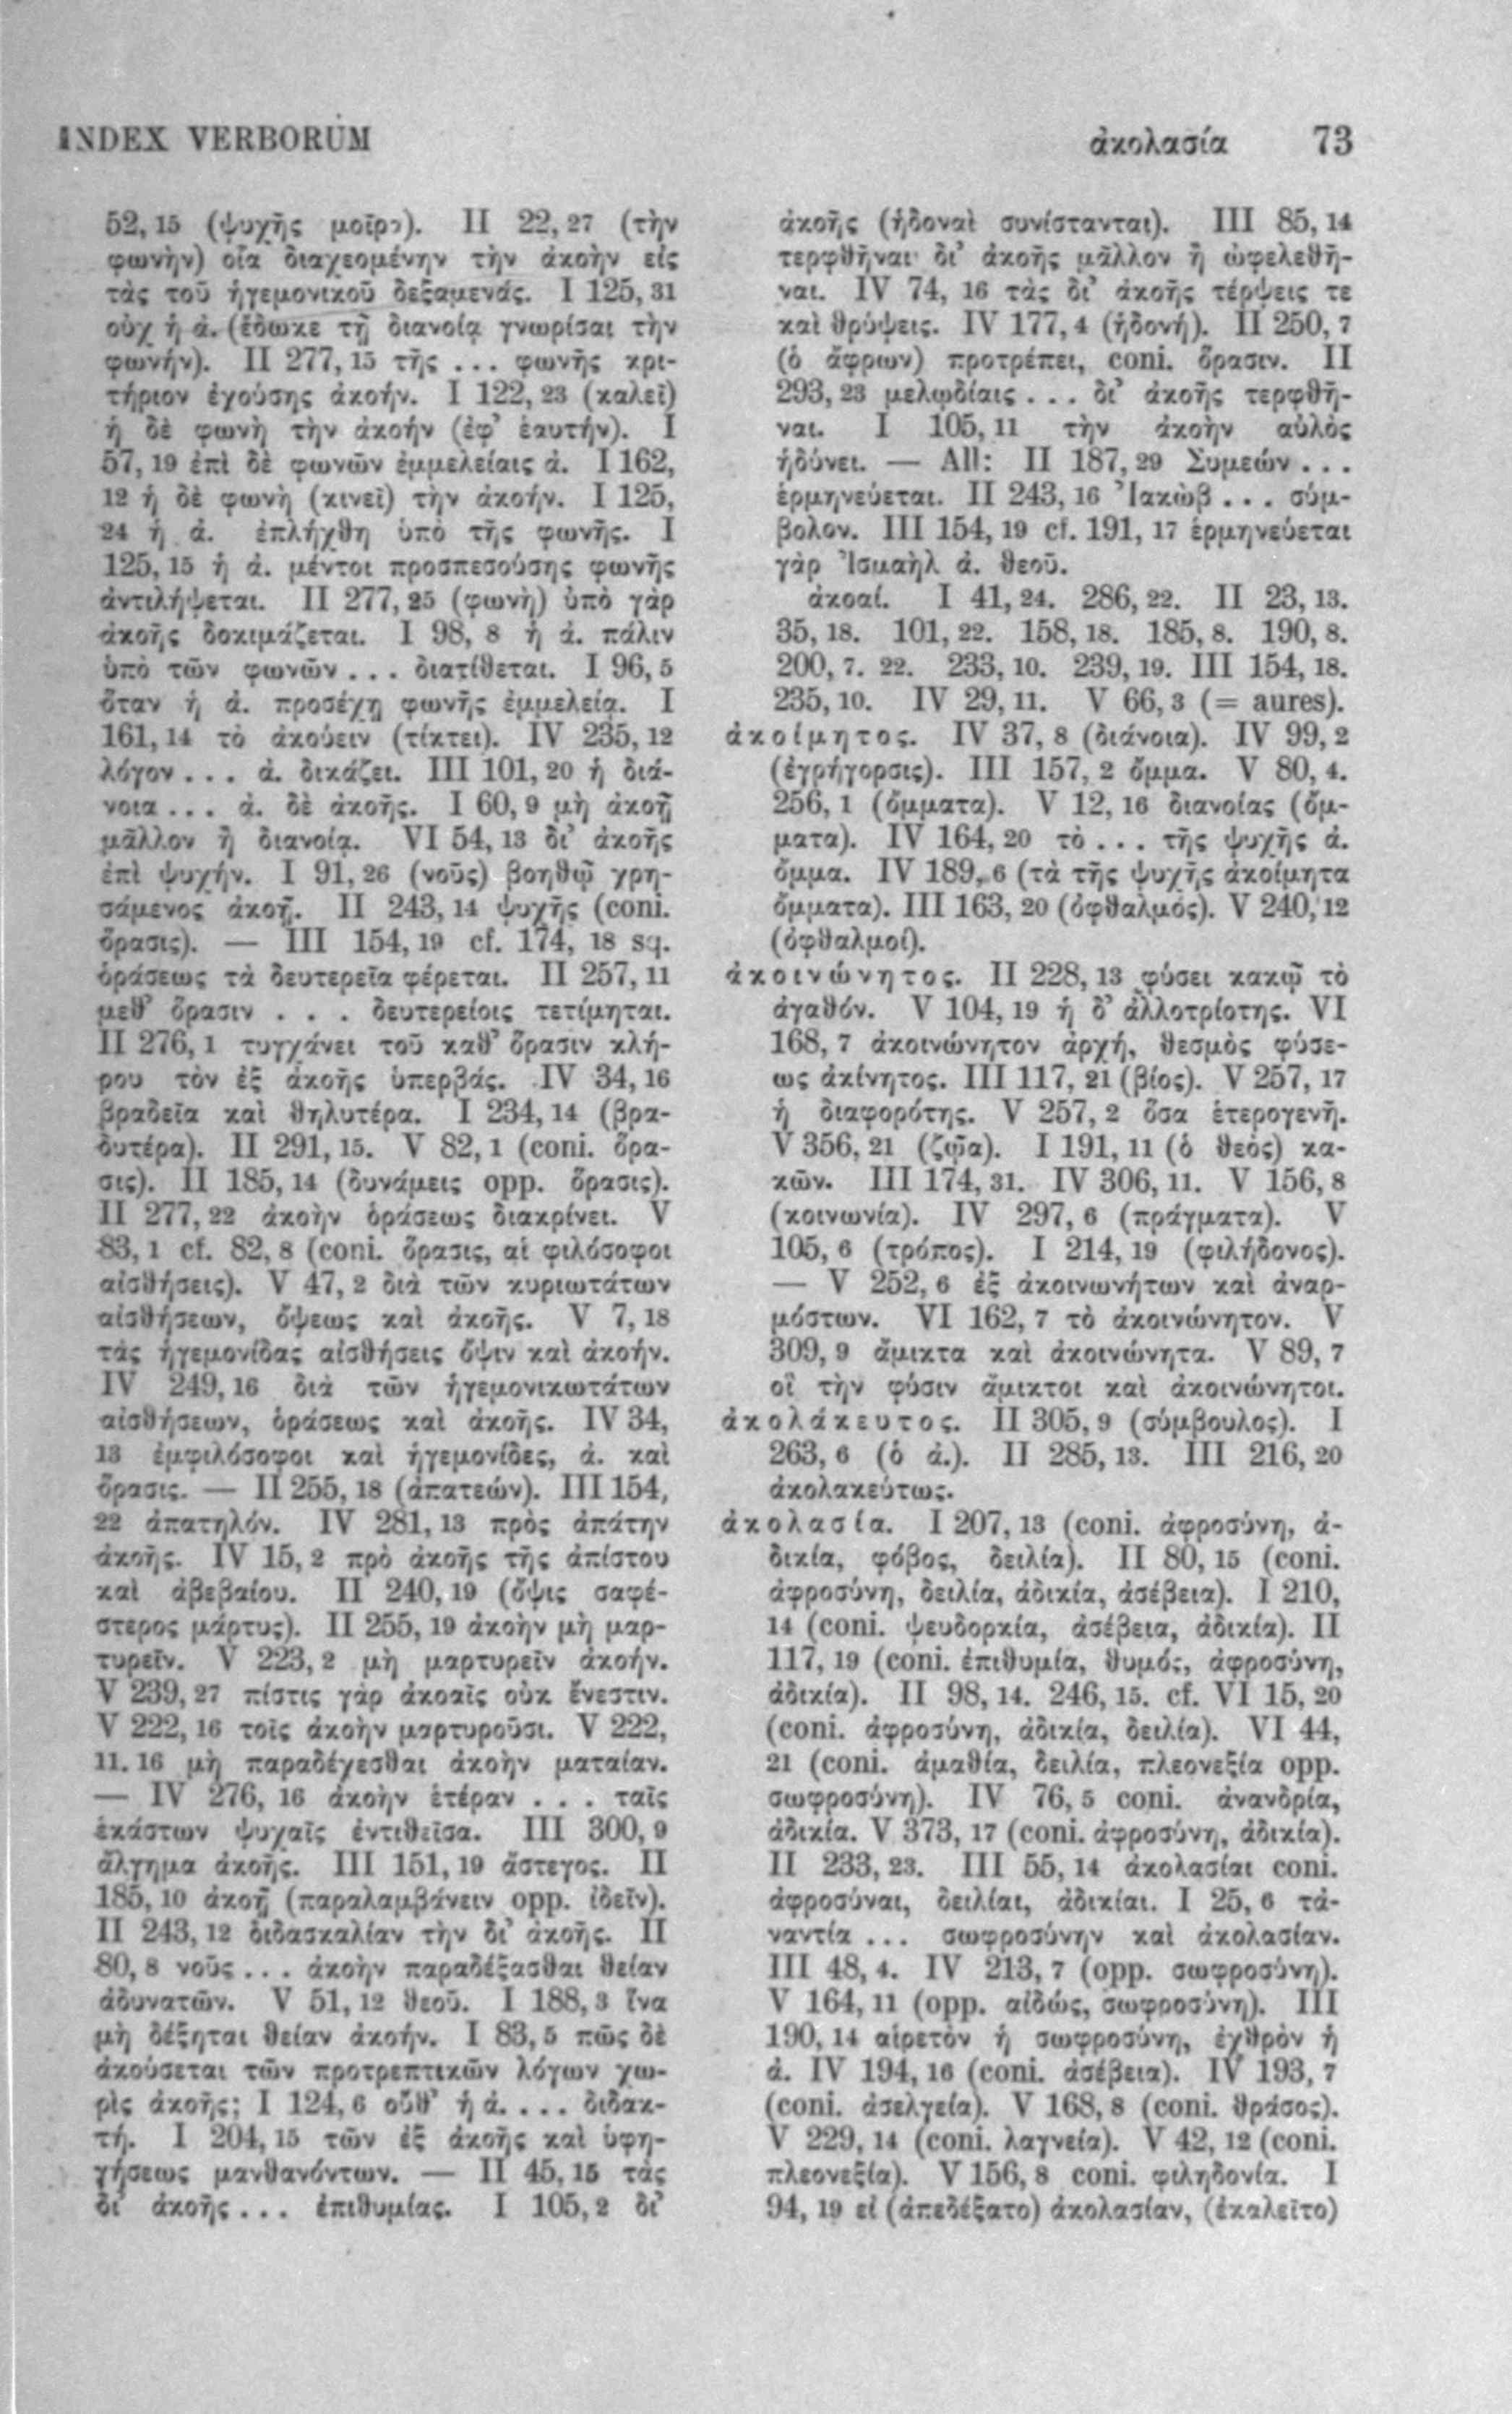 INDEX VERBORUM
ἀκολασία 73
52, 15 (ψυχῆς μοῖρα). II 22, 27 (τὴν
φωνὴν) οἷα διαχεομένην τὴν ἀκοὴν εἰς
τὰς τοῦ ἡγεμονικοῦ δεξαμενάς. I 125, 31
οὐχ ἡ ἀ. (ἔδωκε τῇ διανοίᾳ γνωρίσαι τὴν
φωνήν). II 277, 15 τῆς ... φωνῆς κρι-
τήριον ἐχούσης ἀκοήν. I 122, 23 (καλεῖ)
ἡ δὲ φωνὴ τὴν ἀκοήν (ἐφ’ ἑαυτήν). I
57, 19 ἐπὶ δὲ φωνῶν ἐμμελείαις ἀ. I 162,
12 ἡ δὲ φωνὴ (κινεῖ) τὴν ἀκοήν. I 125,
24 ἡ ἀ. ἐπλήχθη ὑπὸ τῆς φωνῆς. I
125, 15 ἡ ἀ. μέντοι προσπεσούσης φωνῆς
ἀντιλήψεται. II 277, 25 (φωνὴ) ὑπὸ γὰρ
ἀκοῆς δοκιμάζεται. I 98, 8 ἡ ἀ. πάλιν
ὑπὸ τῶν φωνῶν ... διατίθεται. I 96, 5
ὅταν ἡ ἀ. προσέχῃ φωνῆς ἐμμελείᾳ. I
161, 14 τὸ ἀκούειν (τίκτει). IV 235, 12
λόγον ... ἀ. δικάζει. III 101, 20 ἡ διά-
νοια ... ἀ. δὲ ἀκοῆς. I 60, 9 μὴ ἀκοῇ
μᾶλλον ἢ διανοίᾳ. VI 54, 13 δι’ ἀκοῆς
ἐπὶ ψυχήν. I 91, 26 (νοῦς) βοηθῷ χρη-
σάμενος ἀκοῇ. II 243, 14 ψυχῆς (coni.
ὅρασις). — III 154, 19 cf. 174, 18 sq.
ὁράσεως τὰ δευτερεῖα φέρεται. II 257, 11
μεθ’ ὅρασιν . . . δευτερείοις τετίμηται.
II 276, 1 τυγχάνει τοῦ καθ’ ὅρασιν κλή-
ρου τὸν ἐξ ἀκοῆς ὑπερβάς. IV 34, 16
βραδεῖα καὶ θηλυτέρα. I 234, 14 (βρα-
δυτέρα). II 291, 15. V 82, 1 (coni. ὅρα-
σις). II 185, 14 (δυνάμεις opp. ὅρασις).
II 277, 22 ἀκοὴν ὁράσεως διακρίνει. V
83, 1 cf. 82, 8 (coni. ὅρασις, αἱ φιλόσοφοι
αἰσθήσεις). V 47, 2 διὰ τῶν κυριωτάτων
αἰσθήσεων, ὄψεως καὶ ἀκοῆς. V 7, 18
τὰς ἡγεμονίδας αἰσθήσεις ὄψιν καὶ ἀκοήν.
IV 249, 16 διὰ τῶν ἡγεμονικωτάτων
αἰσθήσεων, ὁράσεως καὶ ἀκοῆς. IV 34,
13 ἐμφιλόσοφοι καὶ ἡγεμονίδες, ἀ. καὶ
ὅρασις. — II 255, 18 (ἀπατεών). III 154,
22 ἀπατηλόν. IV 281, 13 πρὸς ἀπάτην
ἀκοῆς. IV 15, 2 πρὸ ἀκοῆς τῆς ἀπίστου
καὶ ἀβεβαίου. II 240, 19 (ὄψις σαφέ-
στερος μάρτυς). II 255, 19 ἀκοὴν μὴ μαρ-
τυρεῖν. V 223, 2 μὴ μαρτυρεῖν ἀκοήν.
V 239, 27 πίστις γὰρ ἀκοαῖς οὐκ ἔνεστιν.
V 222, 16 τοῖς ἀκοὴν μαρτυροῦσι. V 222,
11. 16 μὴ παραδέχεσθαι ἀκοὴν ματαίαν.
— IV 276, 16 ἀκοὴν ἑτέραν . . . ταῖς
ἑκάστων ψυχαῖς ἐντιθεῖσα. III 300, 9
ἄλγημα ἀκοῆς. III 151, 19 ἄστεγος. II
185, 10 ἀκοῇ (παραλαμβάνειν opp. ἰδεῖν).
II 243, 12 διδασκαλίαν τὴν δι’ ἀκοῆς. II
80, 8 νοῦς ... ἀκοὴν παραδέξασθαι θείαν
ἀδυνατῶν. V 51, 12 θεοῦ. I 188, 3 ἵνα
μὴ δέξηται θείαν ἀκοήν. I 83, 5 πῶς δὲ
ἀκούσεται τῶν προτρεπτικῶν λόγων χω-
ρὶς ἀκοῆς; I 124, 6 οὔθ’ ἡ ἀ. ... διδακ-
τή. I 204, 15 τῶν ἐξ ἀκοῆς καὶ ὑφη-
γήσεως μανθανόντων. — II 45, 15 τὰς
δι’ ἀκοῆς ... ἐπιθυμίας. I 105, 2 δι’
ἀκοῆς (ἡδοναὶ συνίστανται). III 85, 14
τερφθῆναι δι’ ἀκοῆς μᾶλλον ἢ ὠφελεθῆ-
ναι. IV 74, 16 τὰς δι’ ἀκοῆς τέρψεις τε
καὶ θρύψεις. IV 177, 4 (ἡδονή). II 250, 7
(ὁ ἄφρων) προτρέπει, coni. ὅρασιν. II
293, 23 μελῳδίαις ... δι’ ἀκοῆς τερφθῆ-
ναι. I 105, 11 τὴν ἀκοὴν αὐλὸς
ἡδύνει. — All: II 187, 29 Συμεών ...
ἑρμηνεύεται. II 243, 16 Ἰακὼβ ... σύμ-
βολον. III 154, 19 cf. 191, 17 ἑρμηνεύεται
γὰρ Ἰσμαὴλ ἀ. θεοῦ.
ἀκοαί. I 41, 24. 286, 22. II 23, 13.
35, 18. 101, 22. 158, 18. 185, 8. 190, 8.
200, 7. 22. 233, 10. 239, 19. III 154, 18.
235, 10. IV 29, 11. V 66, 3 (= aures).
ἀκοίμητος. IV 37, 8 (διάνοια). IV 99, 2
(ἐγρήγορσις). III 157, 2 ὄμμα. V 80, 4.
256, 1 (ὄμματα). V 12, 16 διανοίας (ὄμ-
ματα). IV 164, 20 τὸ ... τῆς ψυχῆς ἀ.
ὄμμα. IV 189, 6 (τὰ τῆς ψυχῆς ἀκοίμητα
ὄμματα). III 163, 20 (ὀφθαλμός). V 240, 12
(ὀφθαλμοί).
ἀκοινώνητος. II 228, 13 φύσει κακῷ τὸ
ἀγαθόν. V 104, 19 ἡ δ’ ἀλλοτρίοτης. VI
168, 7 ἀκοινώνητον ἀρχή, θεσμὸς φύσε-
ως ἀκίνητος. III 117, 21 (βίος). V 257, 17
ἡ διαφορότης. V 257, 2 ὅσα ἑτερογενῆ.
V 356, 21 (ζῷα). I 191, 11 (ὁ θεὸς) κα-
κῶν. III 174, 31. IV 306, 11. V 156, 8
(κοινωνία). IV 297, 6 (πράγματα). V
105, 6 (τρόπος). I 214, 19 (φιλήδονος).
— V 252, 6 ἐξ ἀκοινωνήτων καὶ ἀναρ-
μόστων. VI 162, 7 τὸ ἀκοινώνητον. V
309, 9 ἄμικτα καὶ ἀκοινώνητα. V 89, 7
οἳ τὴν φύσιν ἄμικτοι καὶ ἀκοινώνητοι.
ἀκολάκευτος. II 305, 9 (σύμβουλος). I
263, 6 (ὁ ἀ.). II 285, 13. III 216, 20
ἀκολακεύτως.
ἀκολασία. I 207, 13 (coni. ἀφροσύνη, ἀ-
δικία, φόβος, δειλία). II 80, 15 (coni.
ἀφροσύνη, δειλία, ἀδικία, ἀσέβεια). I 210,
14 (coni. ψευδορκία, ἀσέβεια, ἀδικία). II
117, 19 (coni. ἐπιθυμία, θυμός, ἀφροσύνη,
ἀδικία). II 98, 14. 246, 15. cf. VI 15, 20
(coni. ἀφροσύνη, ἀδικία, δειλία). VI 44,
21 (coni. ἀμαθία, δειλία, πλεονεξία opp.
σωφροσύνη). IV 76, 5 coni. ἀνανδρία,
ἀδικία. V 373, 17 (coni. ἀφροσύνη, ἀδικία).
II 233, 23. III 55, 14 ἀκολασίαι coni.
ἀφροσύναι, δειλίαι, ἀδικίαι. I 25, 6 τά-
ναντία ... σωφροσύνην καὶ ἀκολασίαν.
III 48, 4. IV 213, 7 (opp. σωφροσύνη).
V 164, 11 (opp. αἰδώς, σωφροσύνη). III
190, 14 αἱρετὸν ἡ σωφροσύνη, ἐχθρὸν ἡ
ἀ. IV 194, 16 (coni. ἀσέβεια). IV 193, 7
(coni. ἀσελγεία). V 168, 8 (coni. θράσος).
V 229, 14 (coni. λαγνεία). V 42, 12 (coni.
πλεονεξία). V 156, 8 coni. φιληδονία. I
94, 19 εἰ (ἀπεδέξατο) ἀκολασίαν, (ἐκαλεῖτο)